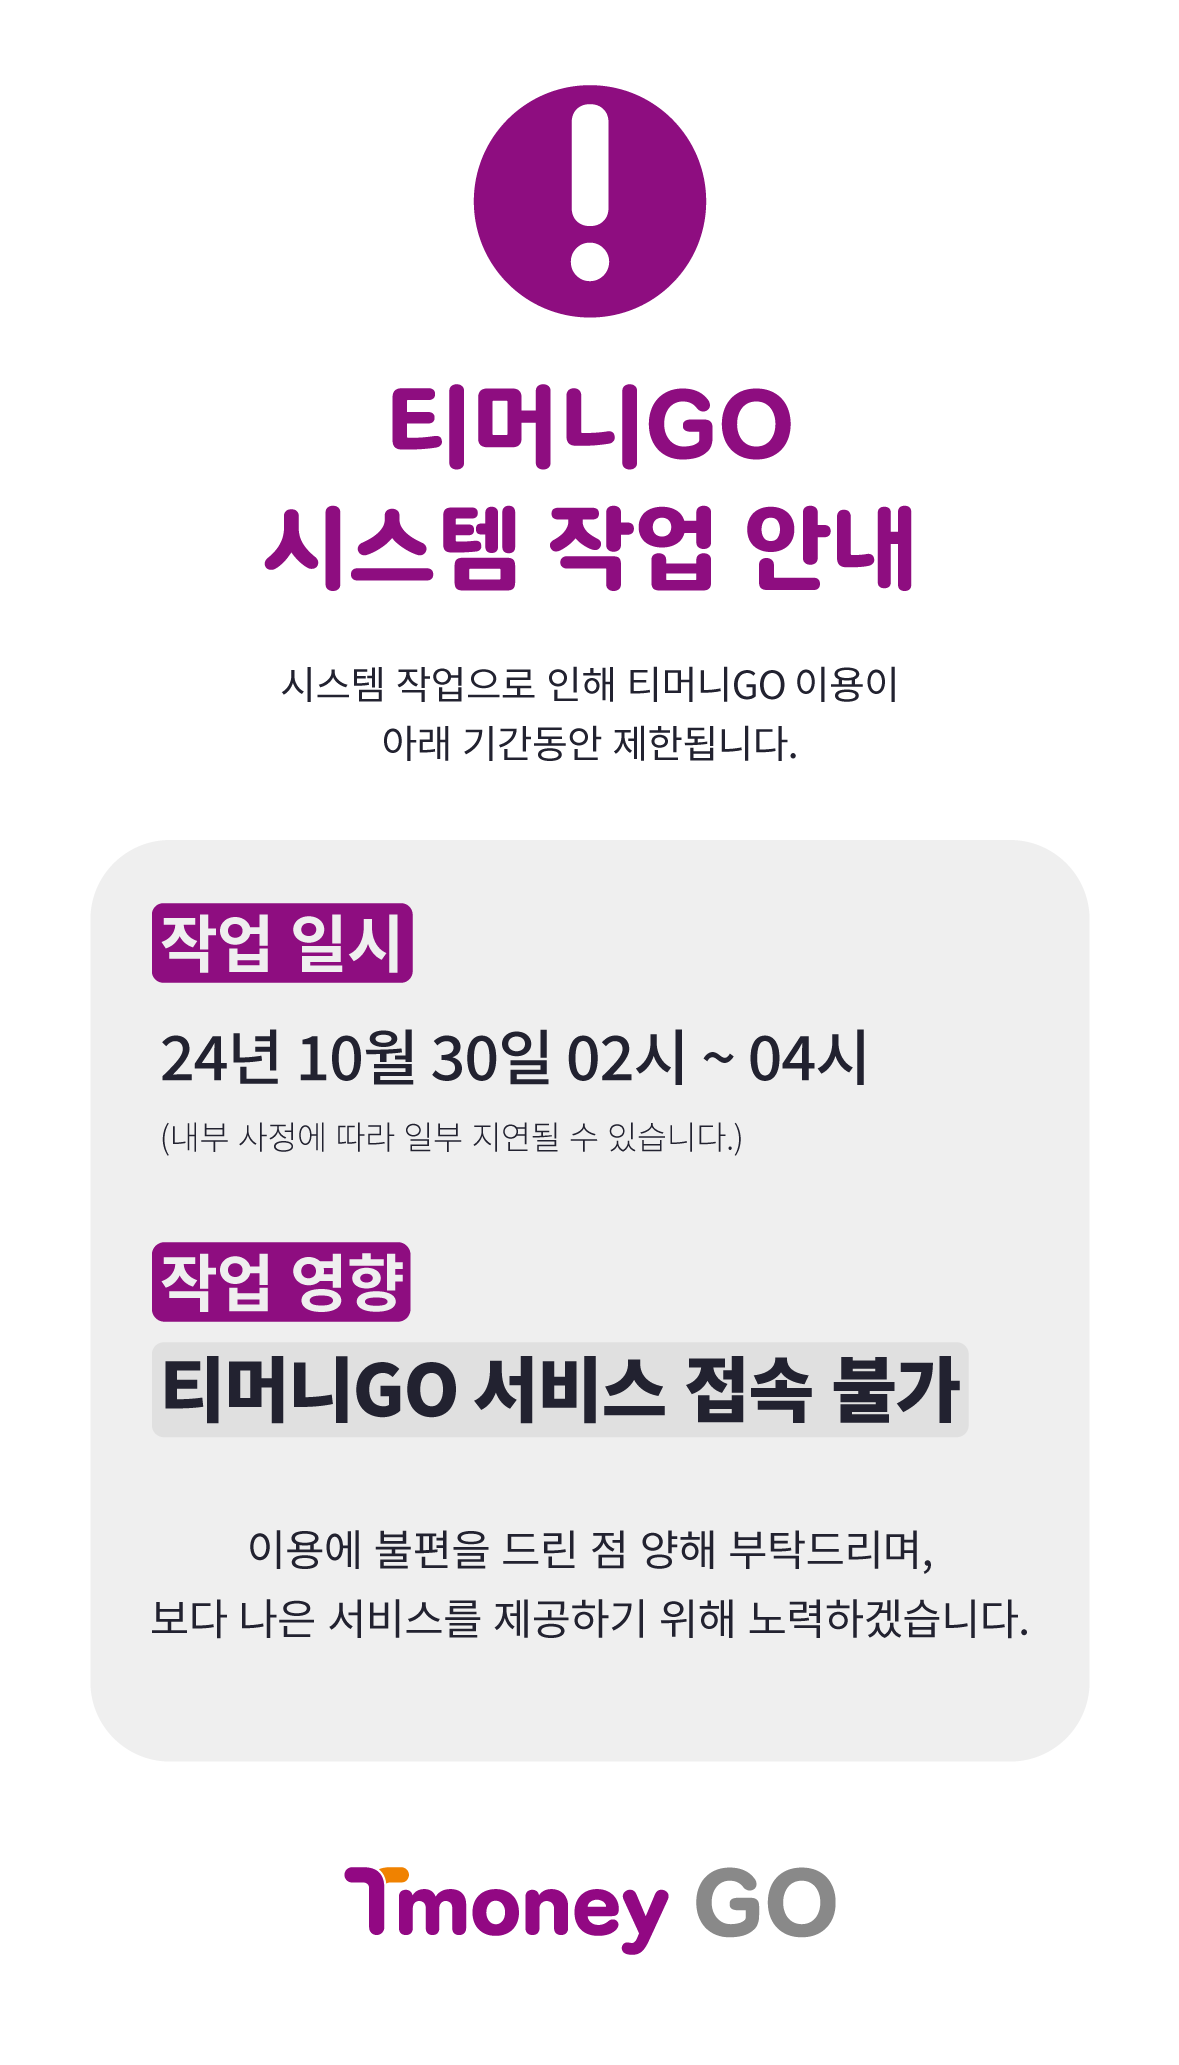 티머니GO
시스템 작업 안내
시스템 작업으로 인해 티머니GO 이용이
아래 기간동안 제한됩니다.
작업 일시
24년 10월 30일 02시 ~ 04시
(내부 사정에 따라 일부 지연될 수 있습니다.)
작업 영향
티머니GO 서비스 접속 불가
이용에 불편을 드린 점 양해 부탁드리며,
보다 나은 서비스를 제공하기 위해 노력하겠습니다.
Tmoney GO